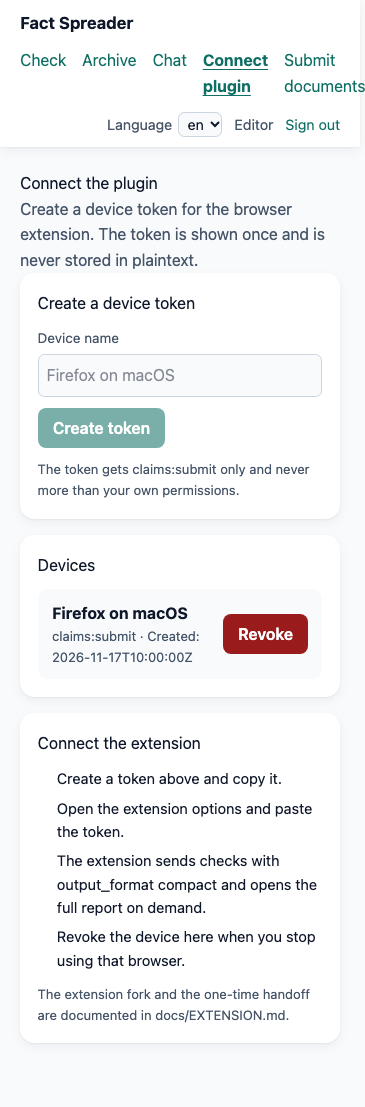 Fact Spreader
Check Archive Chat Connect plugin Submit documents
Language en Editor Sign out
Connect the plugin
Create a device token for the browser
extension. The token is shown once and is
never stored in plaintext.
Create a device token
Device name
Firefox on macOS
Create token
The token gets claims:submit only and never
more than your own permissions.
Devices
Firefox on macOS
claims:submit · Created:
2026-11-17T10:00:00Z
Revoke
Connect the extension
Create a token above and copy it.
Open the extension options and paste
the token.
The extension sends checks with
output_format compact and opens the
full report on demand.
Revoke the device here when you stop
using that browser.
The extension fork and the one-time handoff
are documented in docs/EXTENSION.md.